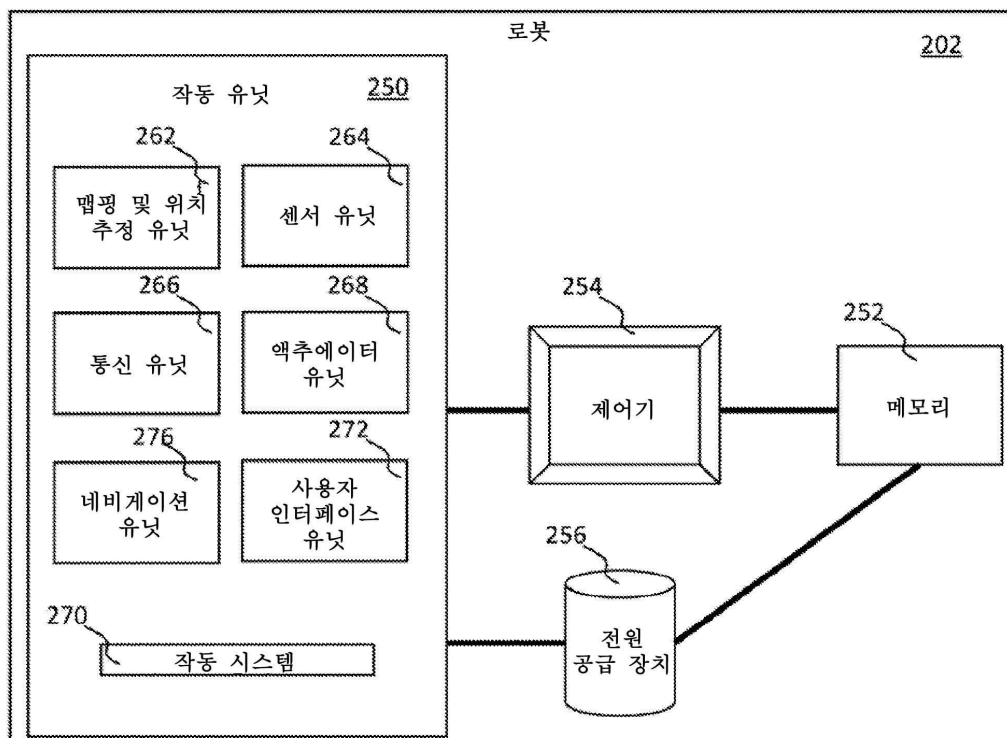 로봇
202
작동 유닛
250
262
맵핑 및 위치
추정 유닛
264
센서 유닛
266
통신 유닛
268
액추에이터
유닛
276
네비게이션
유닛
272
사용자
인터페이스
유닛
270
작동 시스템
254
제어기
252
메모리
256
전원
공급 장치